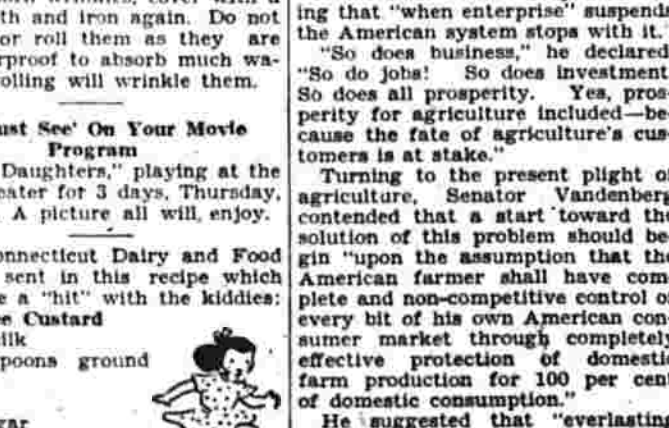 th and iron again. Do not
or roll them as they are
rproof to absorb much wa-
olling will wrinkle them.
ust See' On Your Movie
Program
Daughters," playing at the
eater for 3 days, Thursday,
A picture all will, enjoy.
onnecticut Dairy and Food
sent in this recipe which
e a "hit" with the kiddies:
e Custard
ilk
poons ground
gar
ing that "when enterprise" suspends
the American system stops with it.
"So does business," he declared
"So do jobs! So does investment
So does all prosperity. Yes, pros-
perity for agriculture included—be-
cause the fate of agriculture's cus-
tomers is at stake."
Turning to the present plight of
agriculture, Senator Vandenberg
contended that a start toward the
solution of this problem should be-
gin "upon the assumption that the
American farmer shall have com-
plete and non-competitive control o
every bit of his own American con-
sumer market through completely
effective protection of domesti
farm production for 100 per cent
of domestic consumption."
He suggested that "everlasting